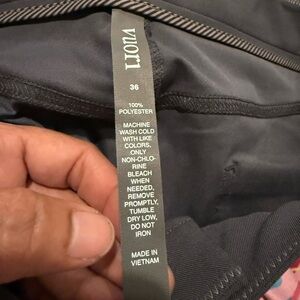 vuori
36
100%
POLYESTER
MACHINE
WASH COLD
WITH LIKE
COLORS,
ONLY
NON-CHLO-
RINE
BLEACH
WHEN
NEEDED,
REMOVE
PROMPTLY,
TUMBLE
DRY LOW,
DO NOT
IRON
MADE IN
VIETNAM